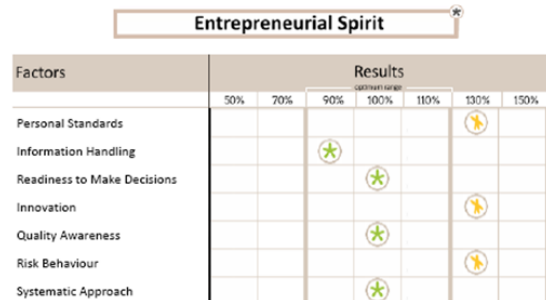 Entrepreneurial Spirit
Factors
Results
optimum range
50% 70% 90% 100% 110% 130% 150%
Personal Standards
Information Handling
Readiness to Make Decisions
Innovation
Quality Awareness
Risk Behaviour
Systematic Approach